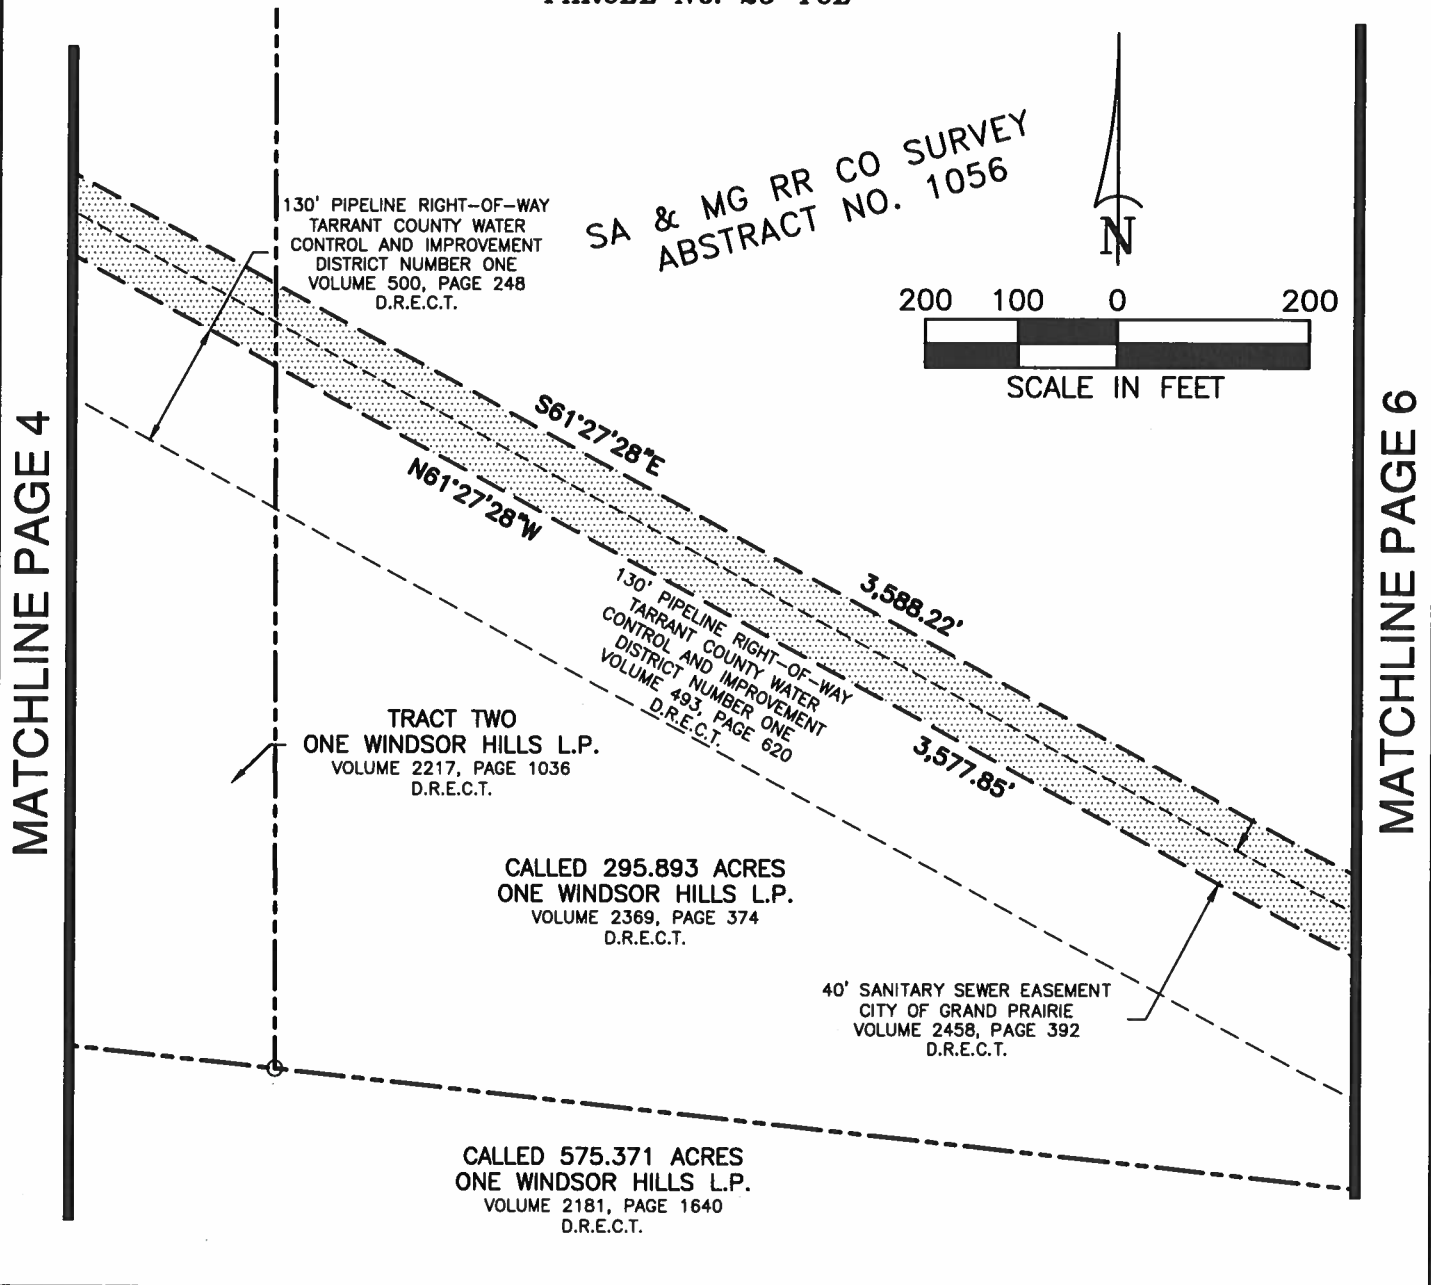 130' PIPELINE RIGHT-OF-WAY
TARRANT COUNTY WATER
CONTROL AND IMPROVEMENT
DISTRICT NUMBER ONE
VOLUME 500, PAGE 248
D.R.E.C.T.
SA & MG RR CO SURVEY
ABSTRACT NO. 1056
N
200 100 0 200
SCALE IN FEET
MATCHLINE PAGE 4
MATCHLINE PAGE 6
S61°27'28"E
N61°27'28"W
3,588.22'
130' PIPELINE RIGHT-OF-WAY
TARRANT COUNTY WATER
CONTROL AND IMPROVEMENT
DISTRICT NUMBER ONE
VOLUME 493, PAGE 620
D.R.E.C.T.
3,577.85'
TRACT TWO
ONE WINDSOR HILLS L.P.
VOLUME 2217, PAGE 1036
D.R.E.C.T.
CALLED 295.893 ACRES
ONE WINDSOR HILLS L.P.
VOLUME 2369, PAGE 374
D.R.E.C.T.
40' SANITARY SEWER EASEMENT
CITY OF GRAND PRAIRIE
VOLUME 2458, PAGE 392
D.R.E.C.T.
CALLED 575.371 ACRES
ONE WINDSOR HILLS L.P.
VOLUME 2181, PAGE 1640
D.R.E.C.T.